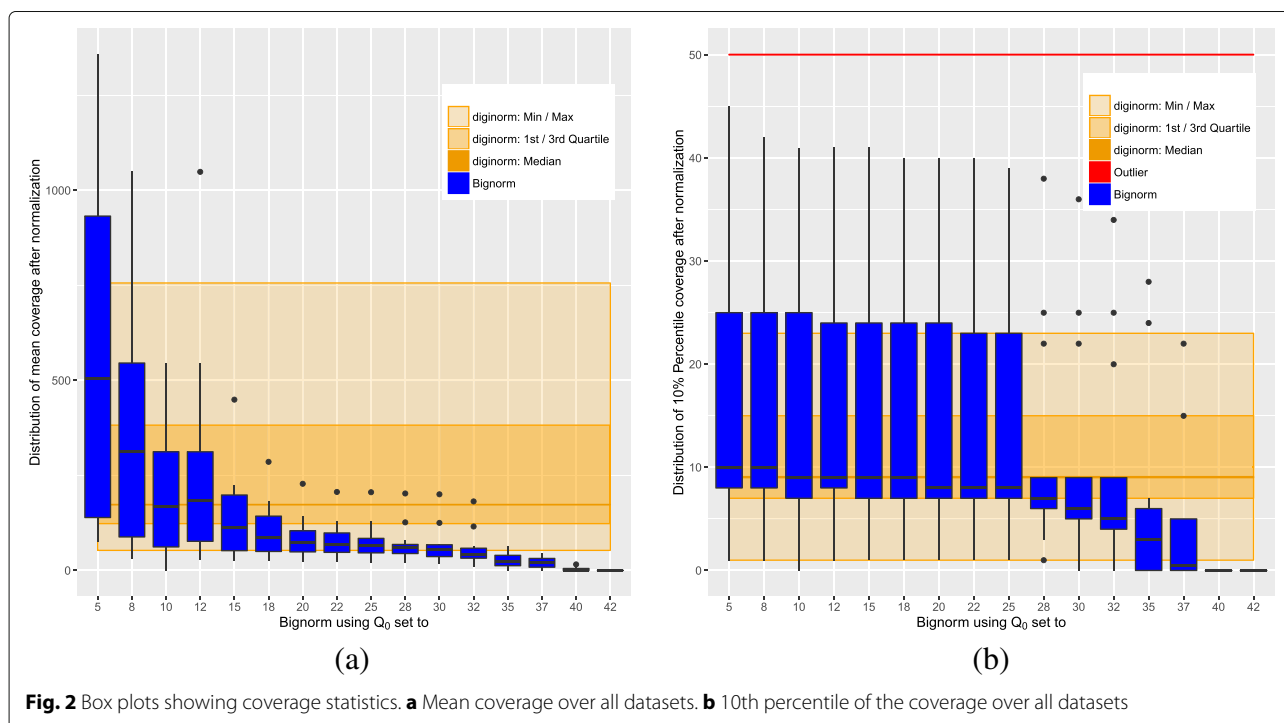 Distribution of mean coverage after normalization
1000
500
0
diginorm: Min / Max
diginorm: 1st / 3rd Quartile
diginorm: Median
Bignorm
5 8 10 12 15 18 20 22 25 28 30 32 35 37 40 42
Bignorm using Q0 set to
(a)
Distribution of 10% Percentile coverage after normalization
50
40
30
20
10
0
diginorm: Min / Max
diginorm: 1st / 3rd Quartile
diginorm: Median
Outlier
Bignorm
5 8 10 12 15 18 20 22 25 28 30 32 35 37 40 42
Bignorm using Q0 set to
(b)
Fig. 2 Box plots showing coverage statistics. a Mean coverage over all datasets. b 10th percentile of the coverage over all datasets